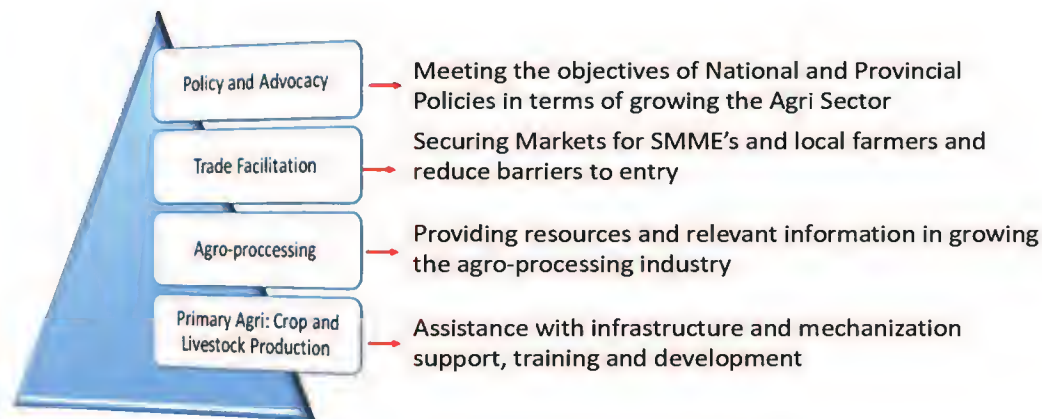 Policy and Advocacy
Meeting the objectives of National and Provincial
Policies in terms of growing the Agri Sector
Trade Facilitation
Securing Markets for SMME's and local farmers and
reduce barriers to entry
Agro-proccessing
Providing resources and relevant information in growing
the agro-processing industry
Primary Agri: Crop and
Livestock Production
Assistance with infrastructure and mechanization
support, training and development